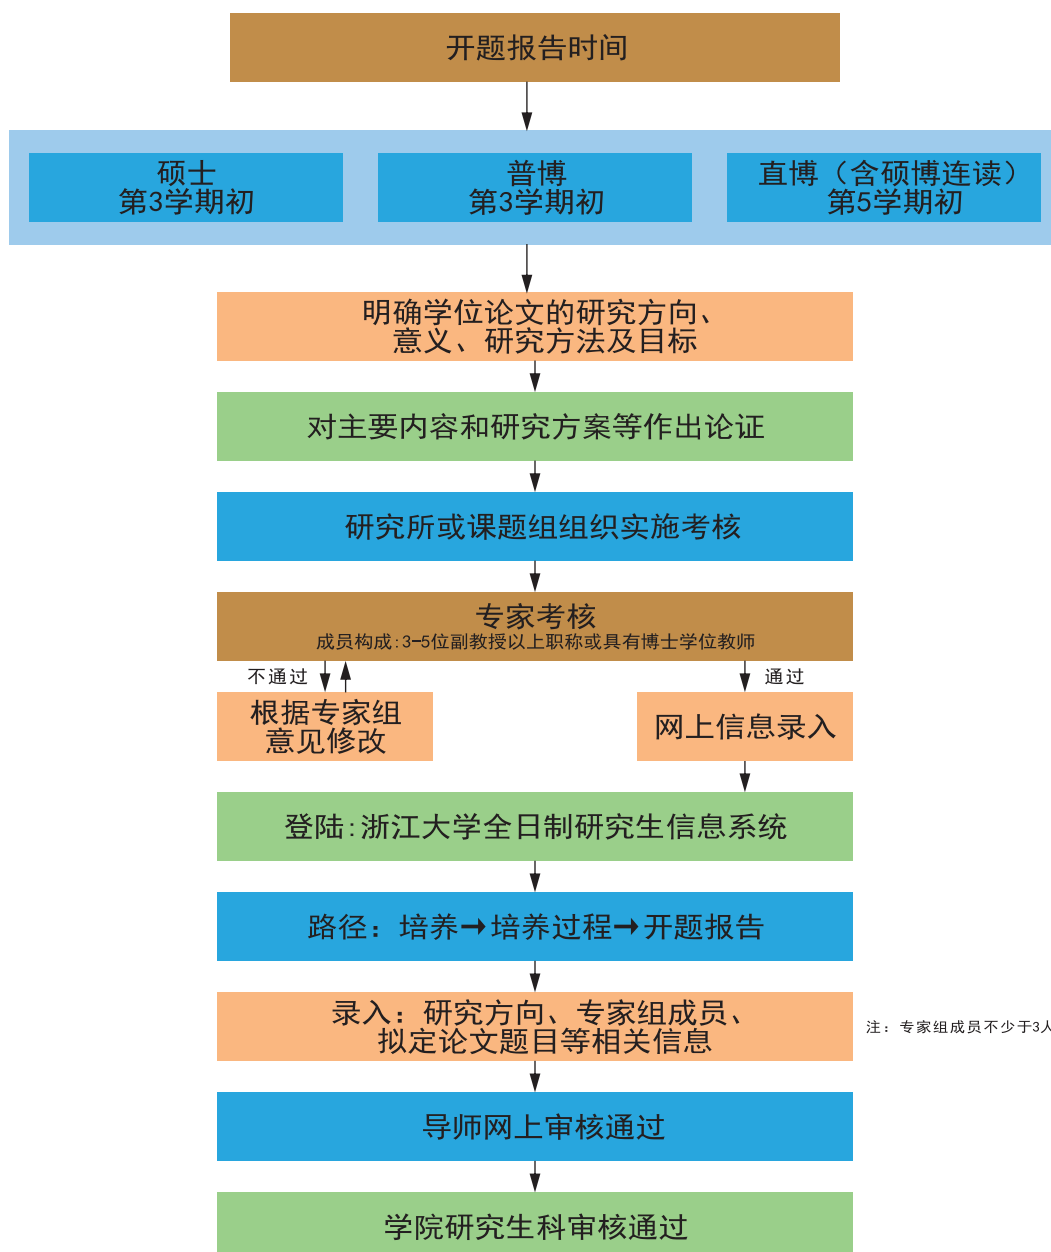 开题报告时间
硕士
第3学期初
普博
第3学期初
直博（含硕博连读）
第5学期初
明确学位论文的研究方向、
意义、研究方法及目标
对主要内容和研究方案等作出论证
研究所或课题组组织实施考核
专家考核
成员构成:3-5位副教授以上职称或具有博士学位教师
不通过
通过
根据专家组
意见修改
网上信息录入
登陆:浙江大学全日制研究生信息系统
路径：培养→培养过程→开题报告
录入：研究方向、专家组成员、
拟定论文题目等相关信息
注：专家组成员不少于3人
导师网上审核通过
学院研究生科审核通过